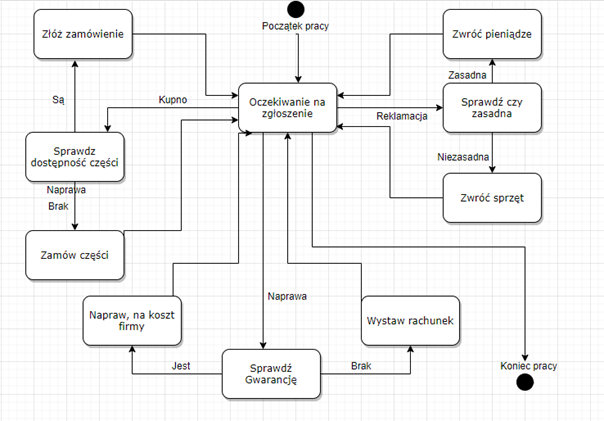 Początek pracy
Złóż zamówienie
Zwróć pieniądze
Są
Kupno
Oczekiwanie na
zgłoszenie
Reklamacja
Zasadna
Sprawdź czy
zasadna
Sprawdz
dostępność części
Niezasadna
Naprawa
Brak
Zwróć sprzęt
Zamów części
Naprawa
Napraw, na koszt
firmy
Wystaw rachunek
Jest
Sprawdź
Gwarancję
Brak
Koniec pracy